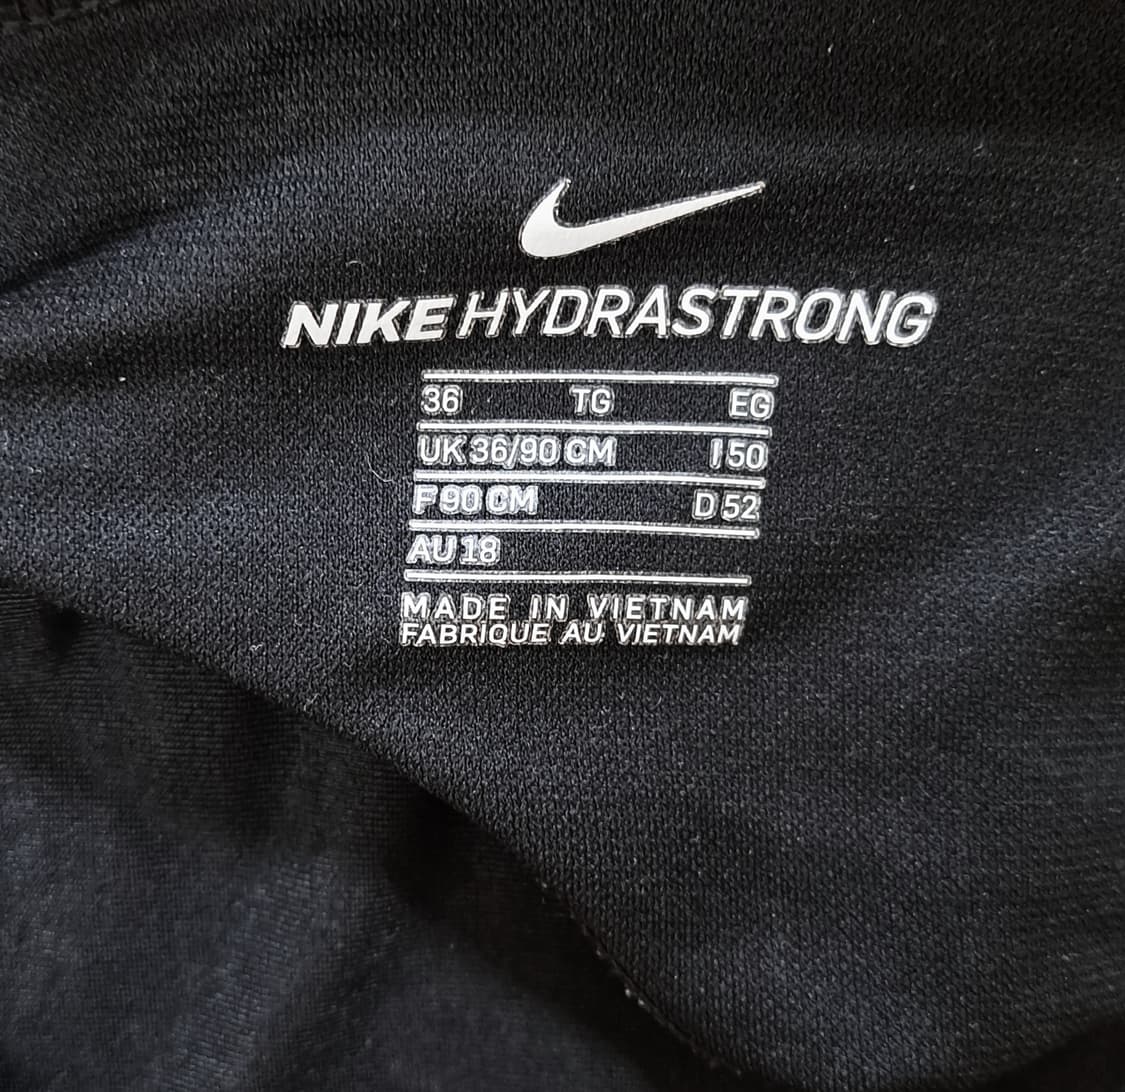 NIKE HYDRASTRONG
36 TG EG
UK 36/90 CM I 50
F 90 CM D 52
AU 18
MADE IN VIETNAM
FABRIQUE AU VIETNAM